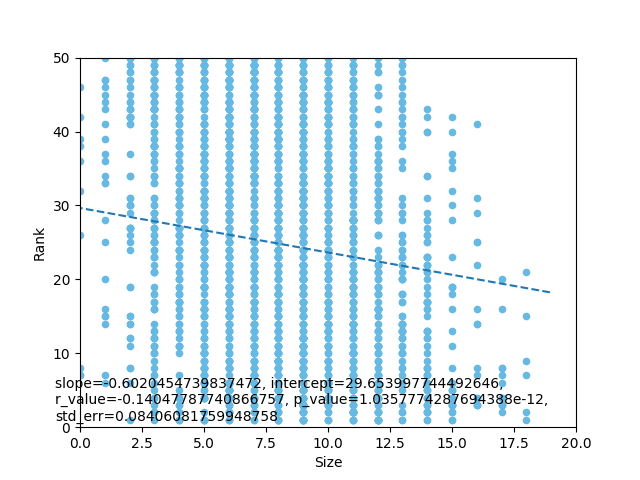 50
40
30
20
10
0
Rank
slope=-0.6020454739837472, intercept=29.653997744492646,
r_value=-0.14047787740866757, p_value=1.0357774287694388e-12,
std_err=0.08406081759948758
0.0 2.5 5.0 7.5 10.0 12.5 15.0 17.5 20.0
Size